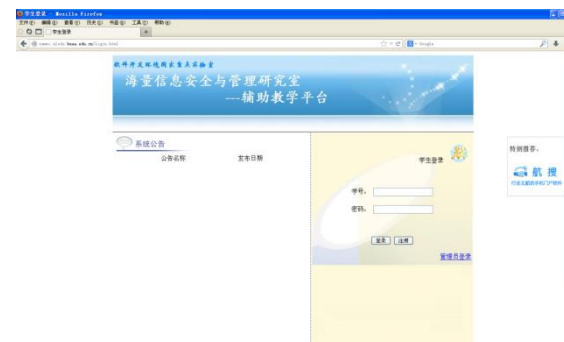 学生登录 - Mozilla Firefox
文件(F) 编辑(E) 查看(V) 历史(S) 书签(B) 工具(T) 帮助(H)
学生登录
Google
软件开发环境国家重点实验室
海量信息安全与管理研究室
---辅助教学平台
系统公告
公告名称 发布日期
学生登录
学号:
密码:
登录 注册
管理员登录
特别推荐:
航 搜